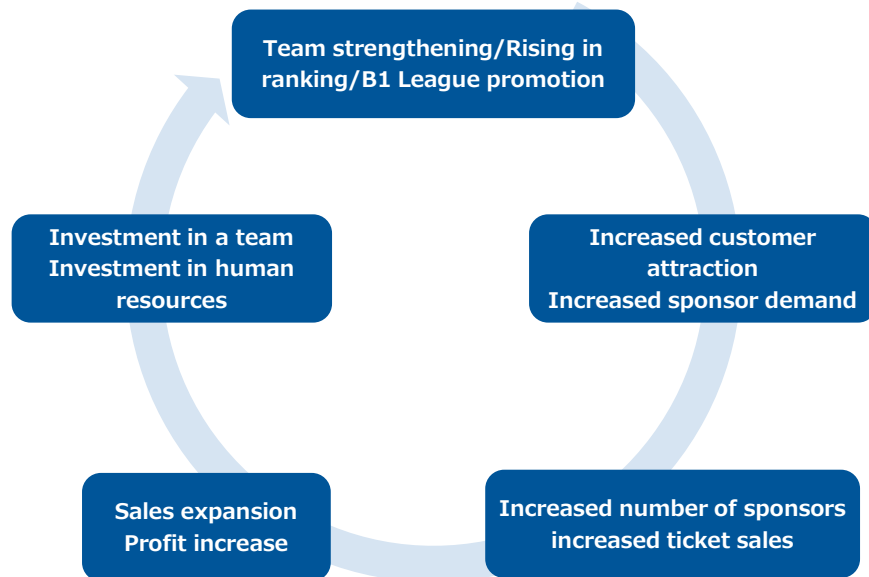 Team strengthening/Rising in
ranking/B1 League promotion
Increased customer
attraction
Increased sponsor demand
Increased number of sponsors
increased ticket sales
Sales expansion
Profit increase
Investment in a team
Investment in human
resources